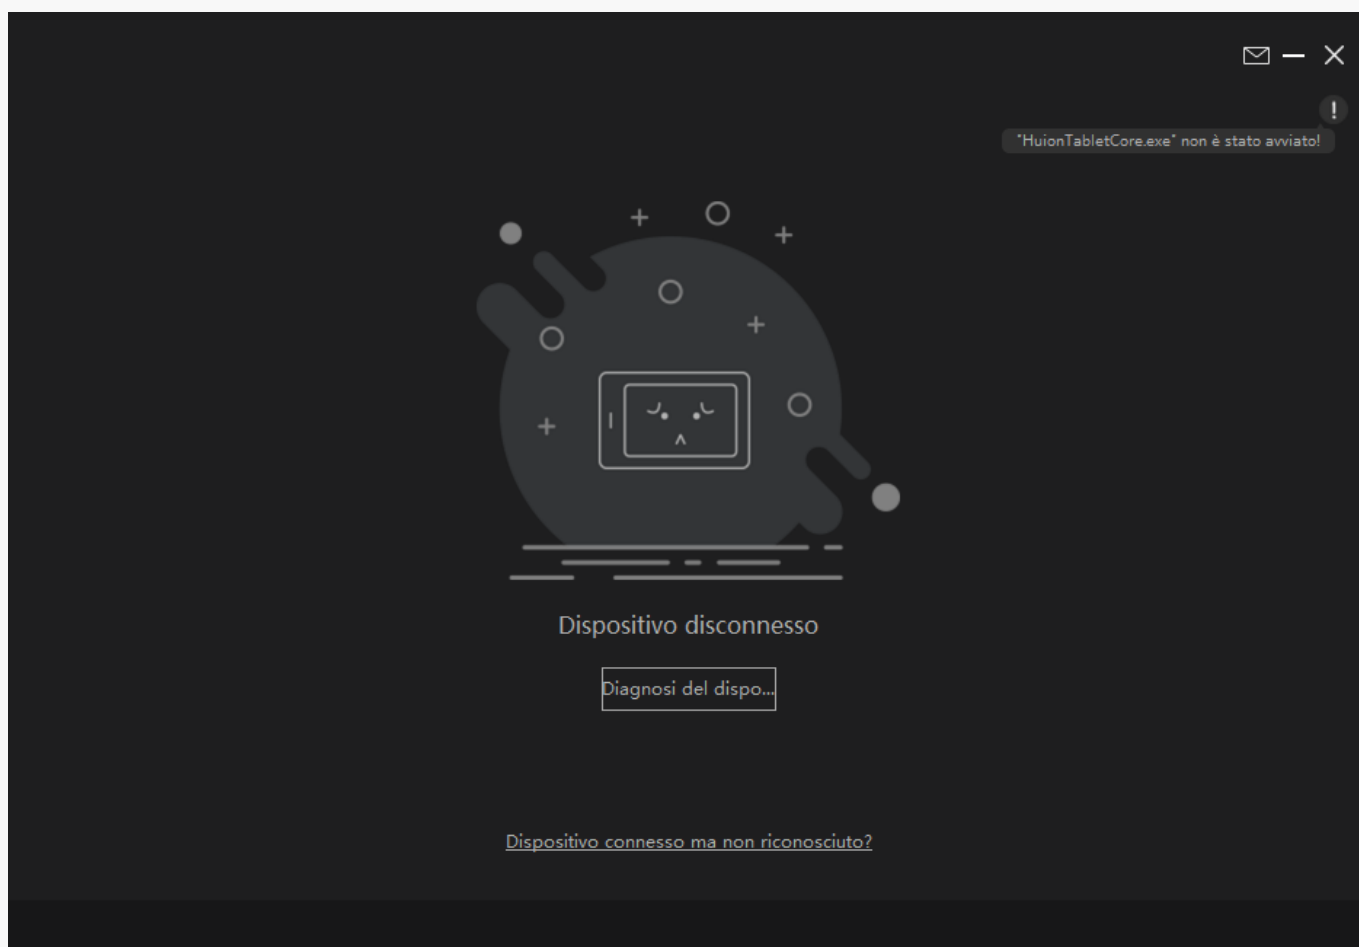 "HuionTabletCore.exe" non è stato avviato!
Dispositivo disconnesso
Diagnosi del dispo...
Dispositivo connesso ma non riconosciuto?